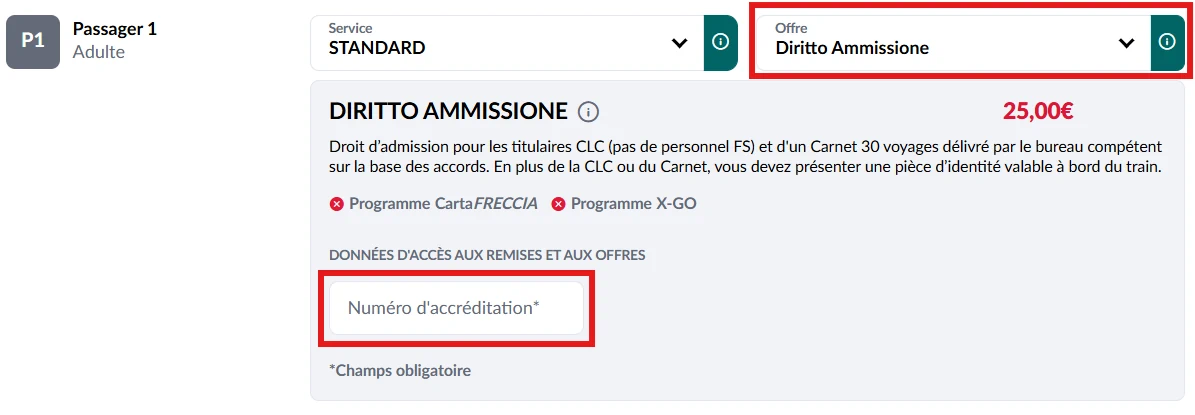 P1
Passager 1
Adulte
Service
STANDARD
Offre
Diritto Ammissione
DIRITTO AMMISSIONE
25,00€
Droit d’admission pour les titulaires CLC (pas de personnel FS) et d'un Carnet 30 voyages délivré par le bureau compétent
sur la base des accords. En plus de la CLC ou du Carnet, vous devez présenter une pièce d’identité valable à bord du train.
Programme CartaFRECCIA Programme X-GO
DONNÉES D'ACCÈS AUX REMISES ET AUX OFFRES
Numéro d'accréditation*
*Champs obligatoire